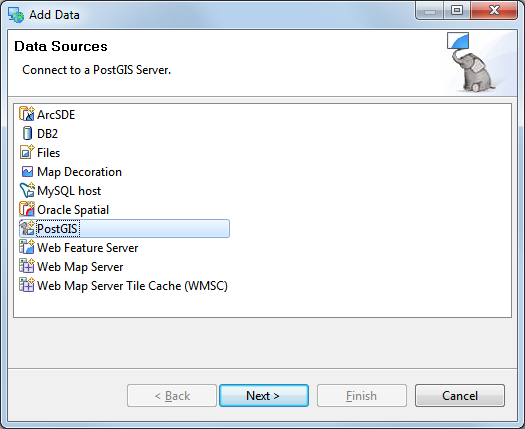 Add Data
Data Sources
Connect to a PostGIS Server.
ArcSDE
DB2
Files
Map Decoration
MySQL host
Oracle Spatial
PostGIS
Web Feature Server
Web Map Server
Web Map Server Tile Cache (WMSC)
< Back Next > Finish Cancel